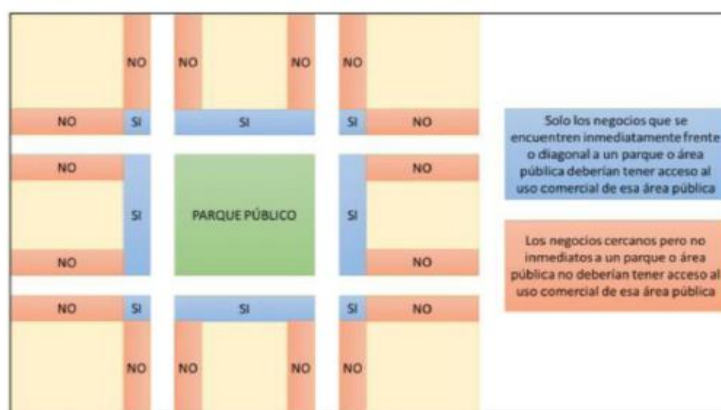 NO NO NO NO
NO SI SI SI NO
Solo los negocios que se
encuentren inmediatamente frente
o diagonal a un parque o área
pública deberían tener acceso al
uso comercial de esa área pública
NO NO
SI PARQUE PÚBLICO SI
NO NO
Los negocios cercanos pero no
inmediatos a un parque o área
pública no deberían tener acceso al
uso comercial de esa área pública
NO SI SI SI NO
NO NO NO NO